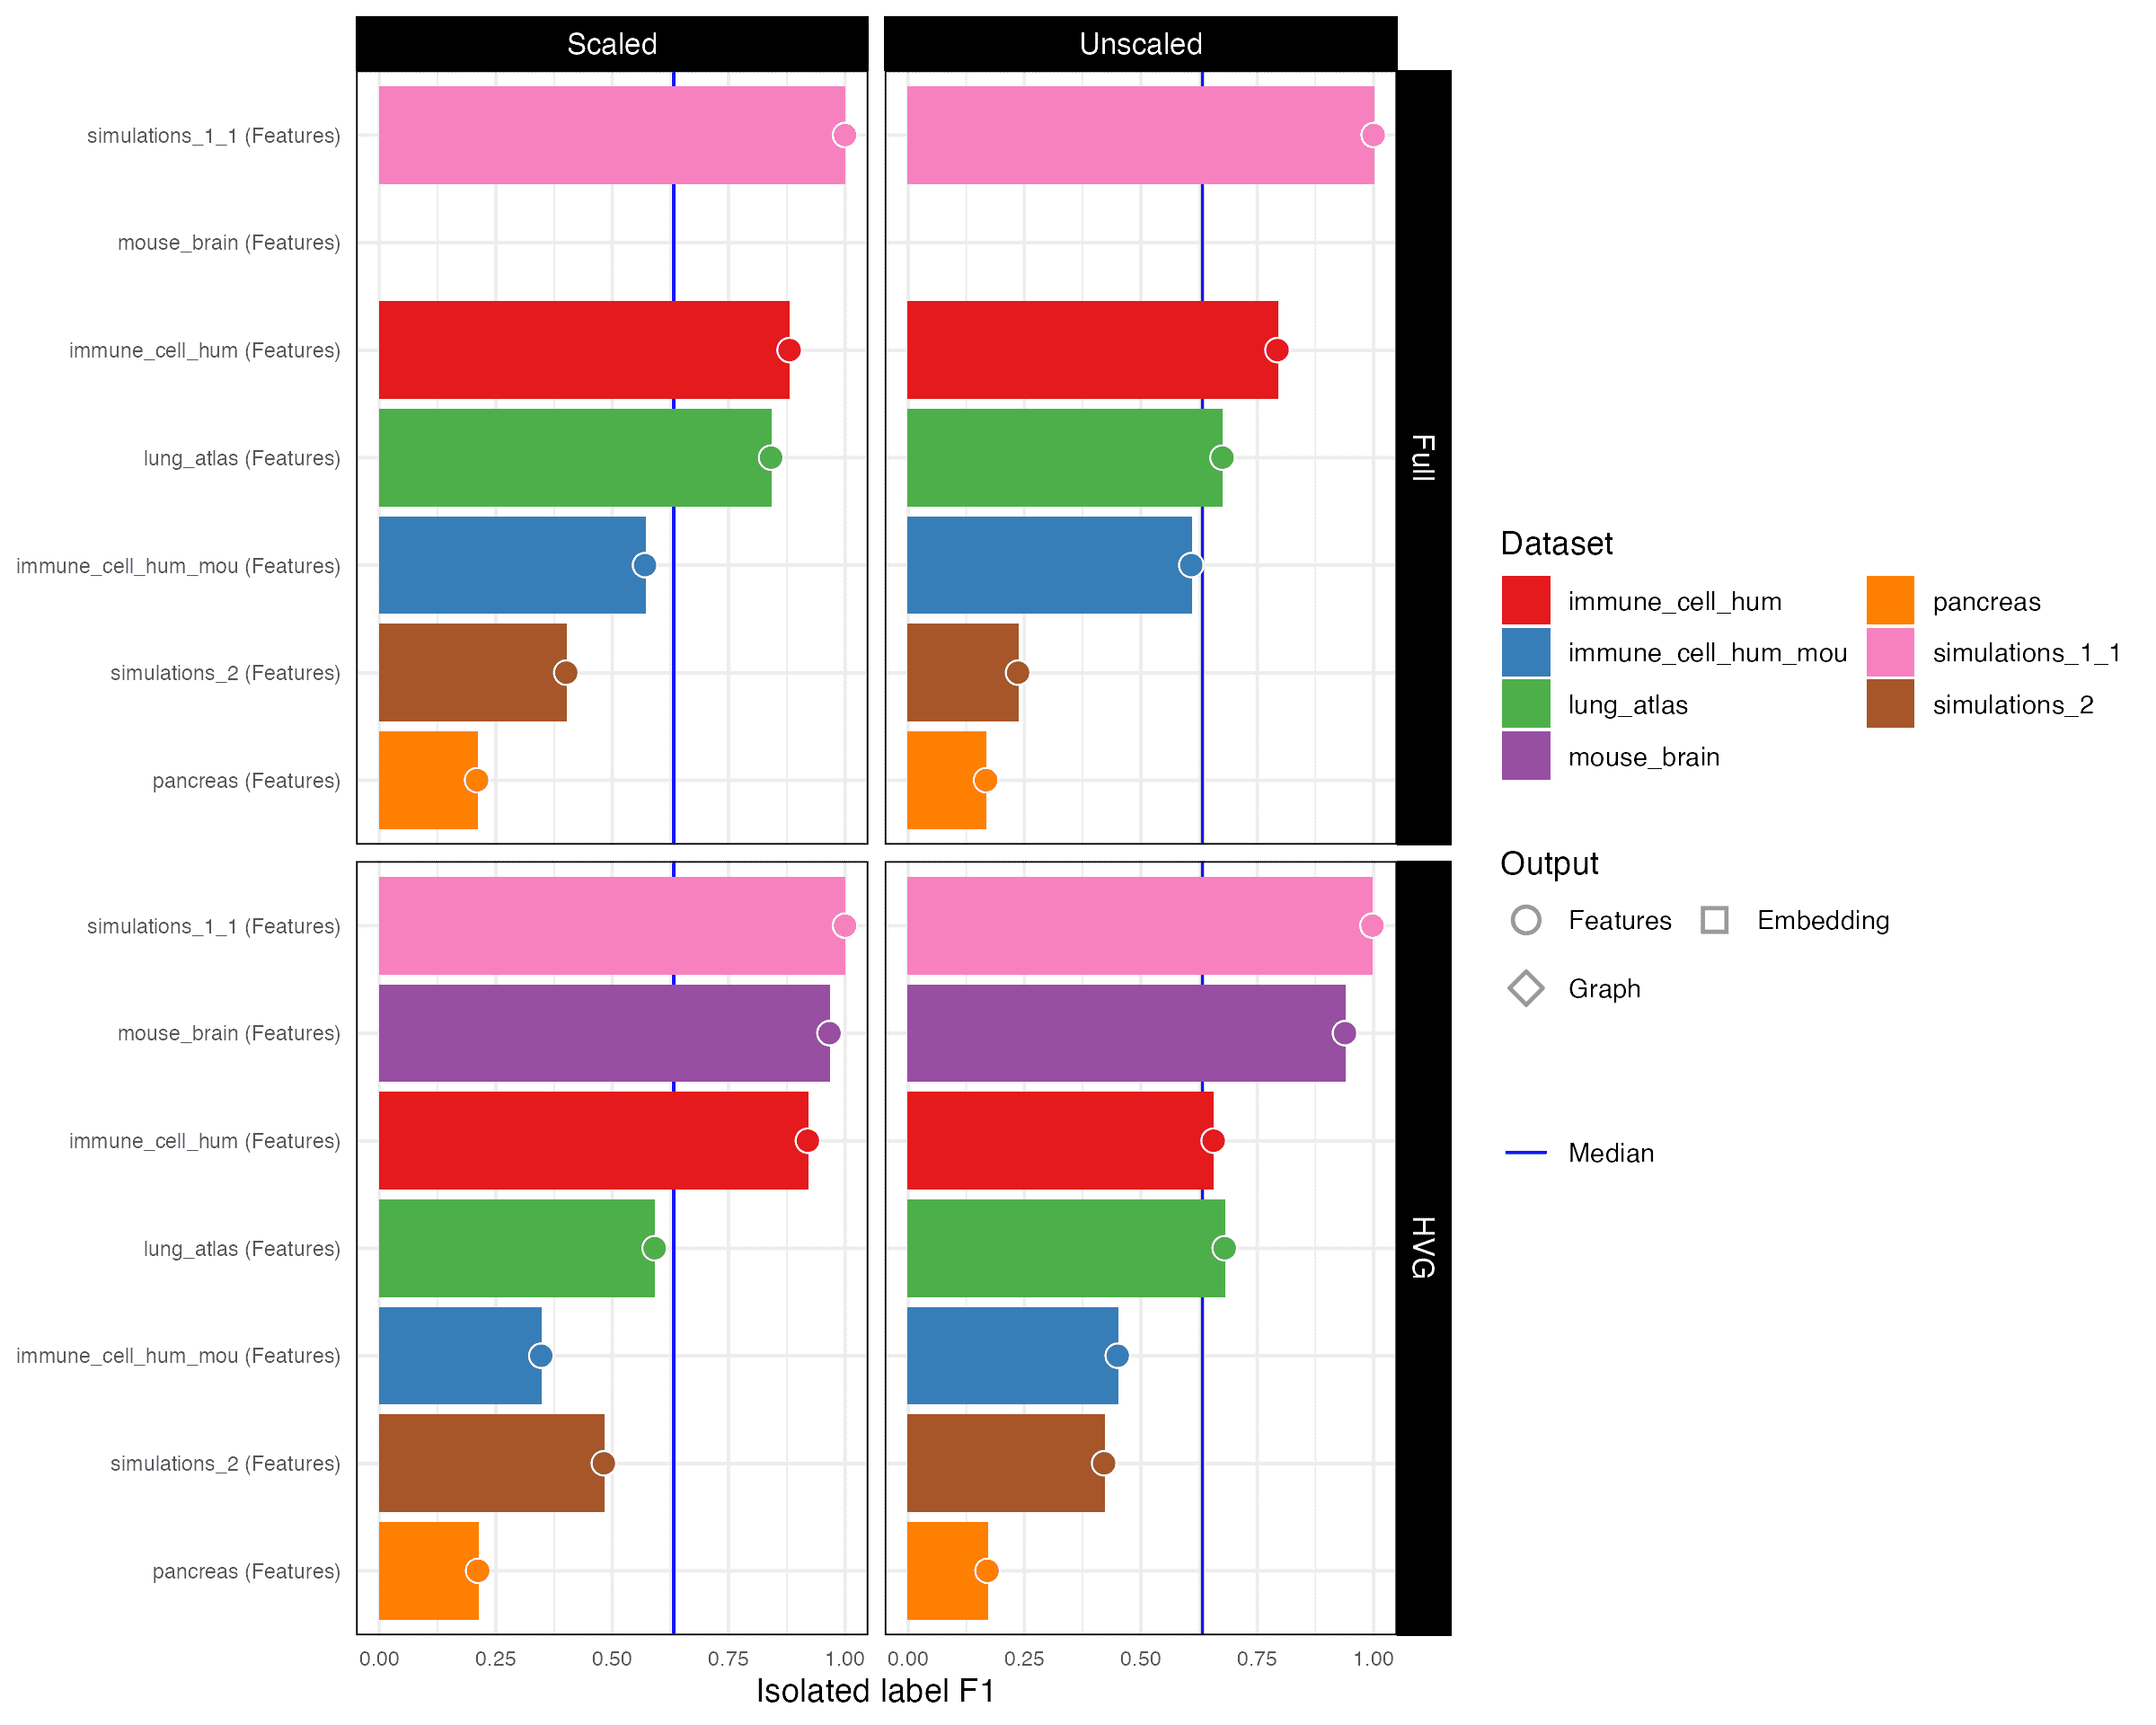 Scaled
Unscaled
simulations_1_1 (Features)
mouse_brain (Features)
immune_cell_hum (Features)
lung_atlas (Features)
immune_cell_hum_mou (Features)
simulations_2 (Features)
pancreas (Features)
Full
simulations_1_1 (Features)
mouse_brain (Features)
immune_cell_hum (Features)
lung_atlas (Features)
immune_cell_hum_mou (Features)
simulations_2 (Features)
pancreas (Features)
HVG
0.00 0.25 0.50 0.75 1.00
0.00 0.25 0.50 0.75 1.00
Isolated label F1
Dataset
immune_cell_hum
immune_cell_hum_mou
lung_atlas
mouse_brain
pancreas
simulations_1_1
simulations_2
Output
Features
Embedding
Graph
Median